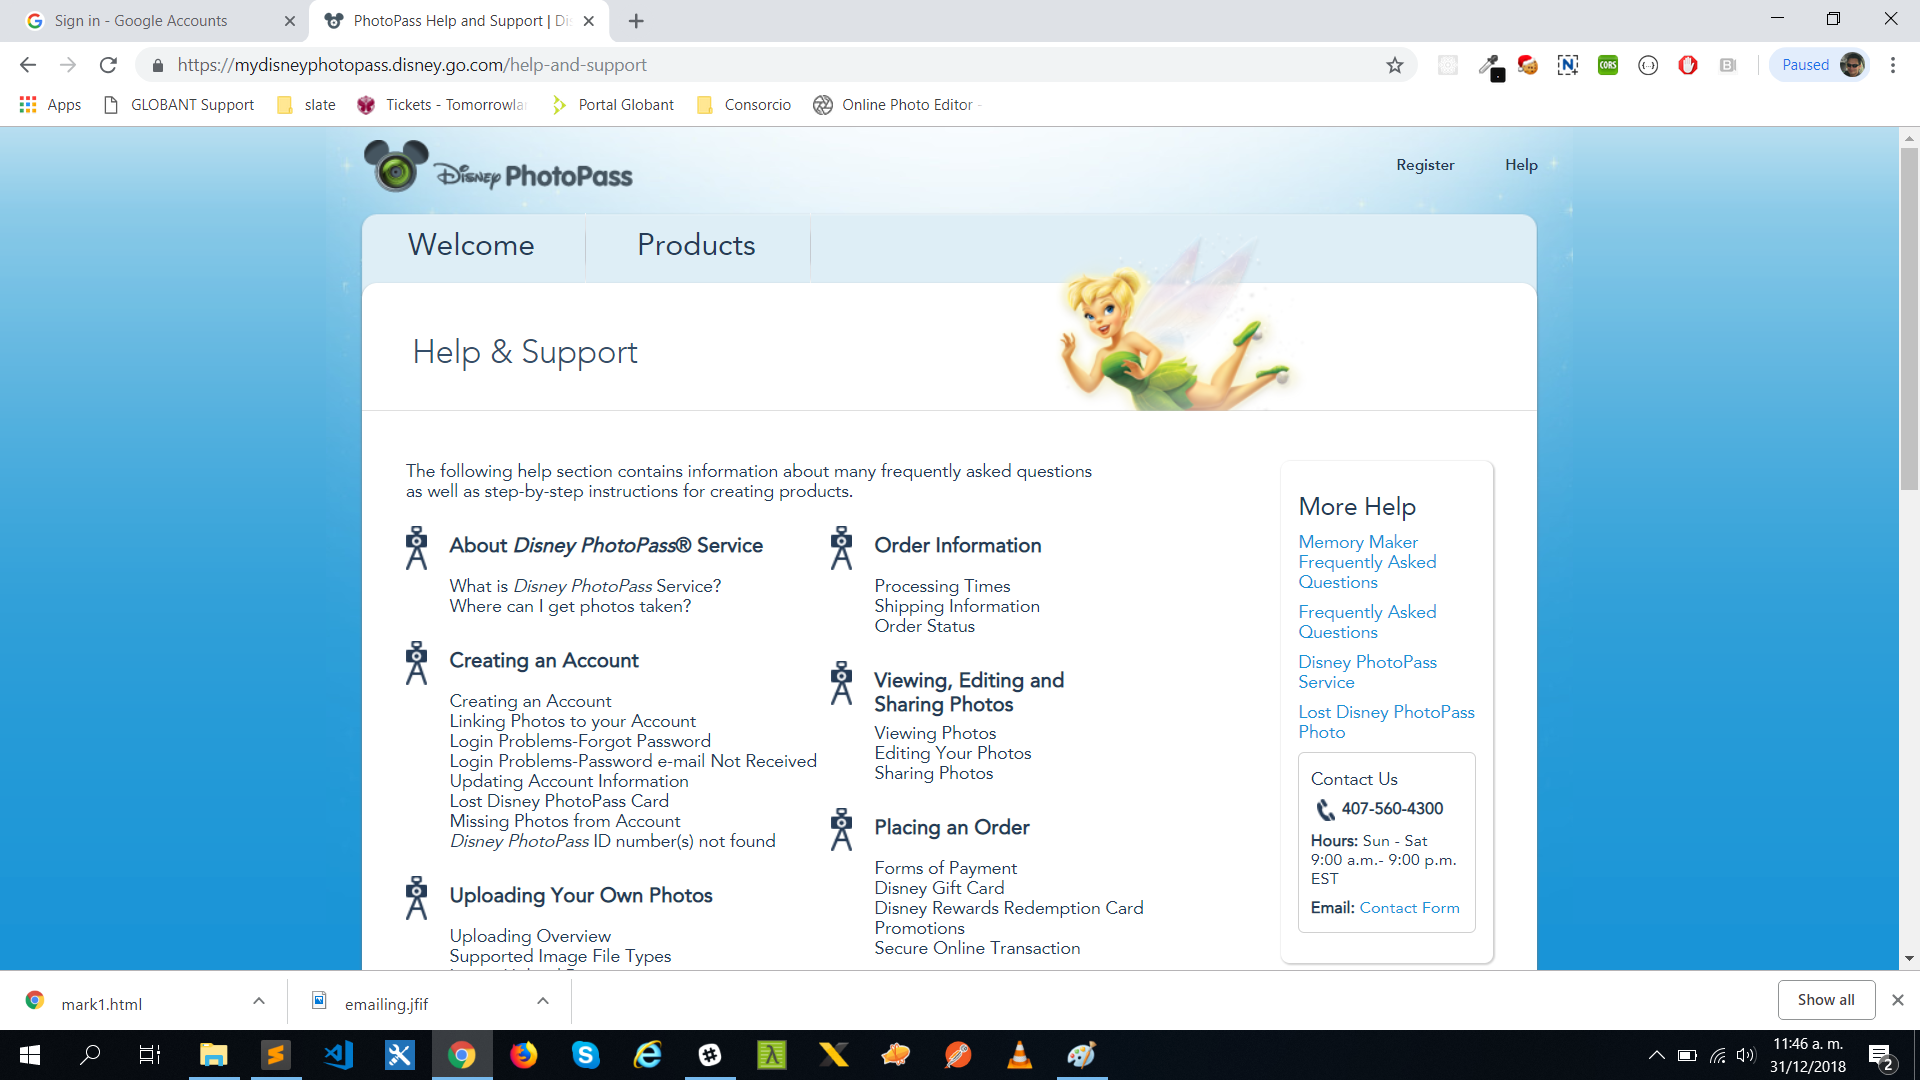 Sign in - Google Accounts
PhotoPass Help and Support | Di
https://mydisneyphotopass.disney.go.com/help-and-support
CORS
Paused
Apps
GLOBANT Support
slate
Tickets - Tomorrowla
Portal Globant
Consorcio
Online Photo Editor -
Disney PhotoPass
Register
Help
Welcome
Products
Help & Support
The following help section contains information about many frequently asked questions
as well as step-by-step instructions for creating products.
About Disney PhotoPass® Service
What is Disney PhotoPass Service?
Where can I get photos taken?
Creating an Account
Creating an Account
Linking Photos to your Account
Login Problems-Forgot Password
Login Problems-Password e-mail Not Received
Updating Account Information
Lost Disney PhotoPass Card
Missing Photos from Account
Disney PhotoPass ID number(s) not found
Uploading Your Own Photos
Uploading Overview
Supported Image File Types
Order Information
Processing Times
Shipping Information
Order Status
Viewing, Editing and
Sharing Photos
Viewing Photos
Editing Your Photos
Sharing Photos
Placing an Order
Forms of Payment
Disney Gift Card
Disney Rewards Redemption Card
Promotions
Secure Online Transaction
More Help
Memory Maker
Frequently Asked
Questions
Frequently Asked
Questions
Disney PhotoPass
Service
Lost Disney PhotoPass
Photo
Contact Us
407-560-4300
Hours: Sun - Sat
9:00 a.m.- 9:00 p.m.
EST
Email: Contact Form
mark1.html
emailing.jfif
Show all
11:46 a. m.
31/12/2018
2